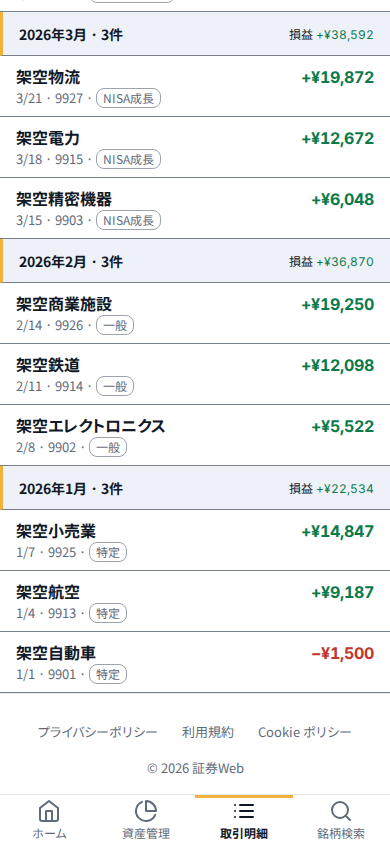 2026年3月・3件 損益 +¥38,592
架空物流 +¥19,872
3/21・9927・NISA成長
架空電力 +¥12,672
3/18・9915・NISA成長
架空精密機器 +¥6,048
3/15・9903・NISA成長
2026年2月・3件 損益 +¥36,870
架空商業施設 +¥19,250
2/14・9926・一般
架空鉄道 +¥12,098
2/11・9914・一般
架空エレクトロニクス +¥5,522
2/8・9902・一般
2026年1月・3件 損益 +¥22,534
架空小売業 +¥14,847
1/7・9925・特定
架空航空 +¥9,187
1/4・9913・特定
架空自動車 −¥1,500
1/1・9901・特定
プライバシーポリシー 利用規約 Cookie ポリシー
© 2026 証券Web
ホーム 資産管理 取引明細 銘柄検索